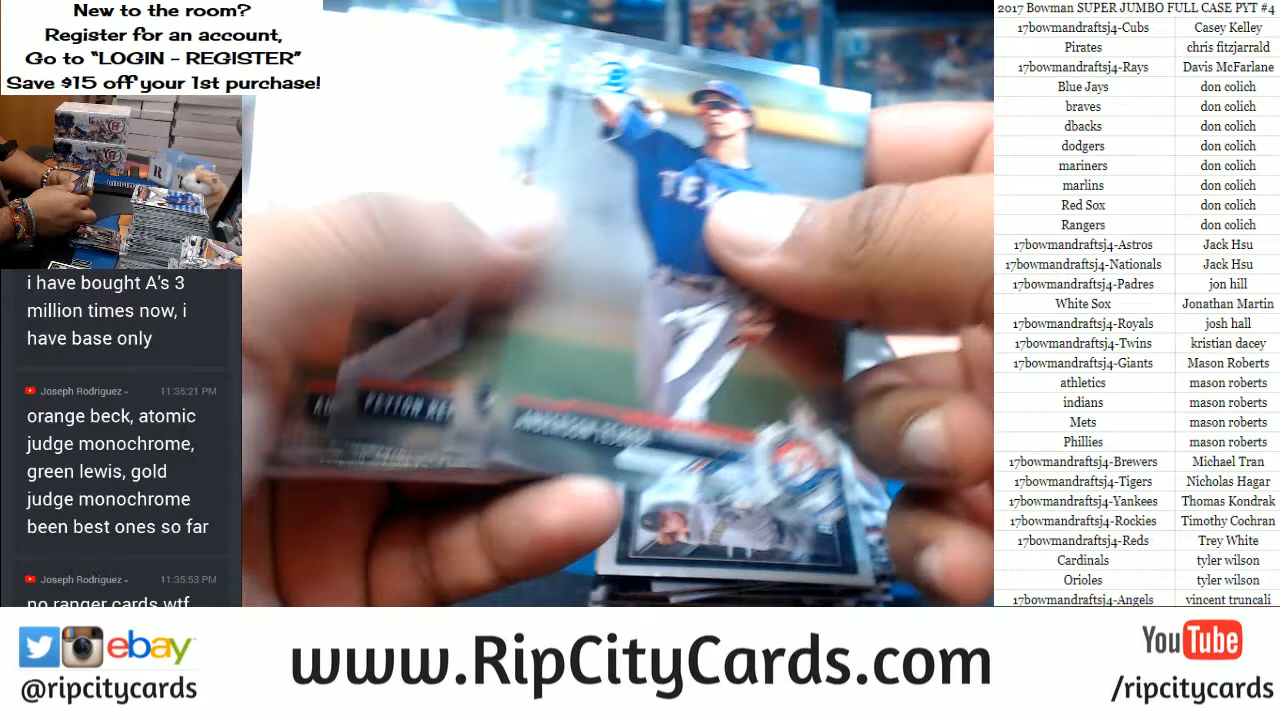 New to the room?
Register for an account,
Go to "LOGIN - REGISTER"
Save $15 off your 1st purchase!
i have bought A's 3
million times now, i
have base only
Joseph Rodriguez 11:35:21 PM
orange beck, atomic
judge monochrome,
green lewis, gold
judge monochrome
been best ones so far
Joseph Rodriguez 11:35:53 PM
no ranger cards wtf
TEX
PEYTON
ANDERSON
2017 Bowman SUPER JUMBO FULL CASE PYT #4
17bowmandraftsj4-Cubs Casey Kelley
Pirates chris fitzjarrald
17bowmandraftsj4-Rays Davis McFarlane
Blue Jays don colich
braves don colich
dbacks don colich
dodgers don colich
mariners don colich
marlins don colich
Red Sox don colich
Rangers don colich
17bowmandraftsj4-Astros Jack Hsu
17bowmandraftsj4-Nationals Jack Hsu
17bowmandraftsj4-Padres jon hill
White Sox Jonathan Martin
17bowmandraftsj4-Royals josh hall
17bowmandraftsj4-Twins kristian dacey
17bowmandraftsj4-Giants Mason Roberts
athletics mason roberts
indians mason roberts
Mets mason roberts
Phillies mason roberts
17bowmandraftsj4-Brewers Michael Tran
17bowmandraftsj4-Tigers Nicholas Hagar
17bowmandraftsj4-Yankees Thomas Kondrak
17bowmandraftsj4-Rockies Timothy Cochran
17bowmandraftsj4-Reds Trey White
Cardinals tyler wilson
Orioles tyler wilson
17bowmandraftsj4-Angels vincent truncali
ebay
@ripcitycards
www.RipCityCards.com
YouTube
/ripcitycards